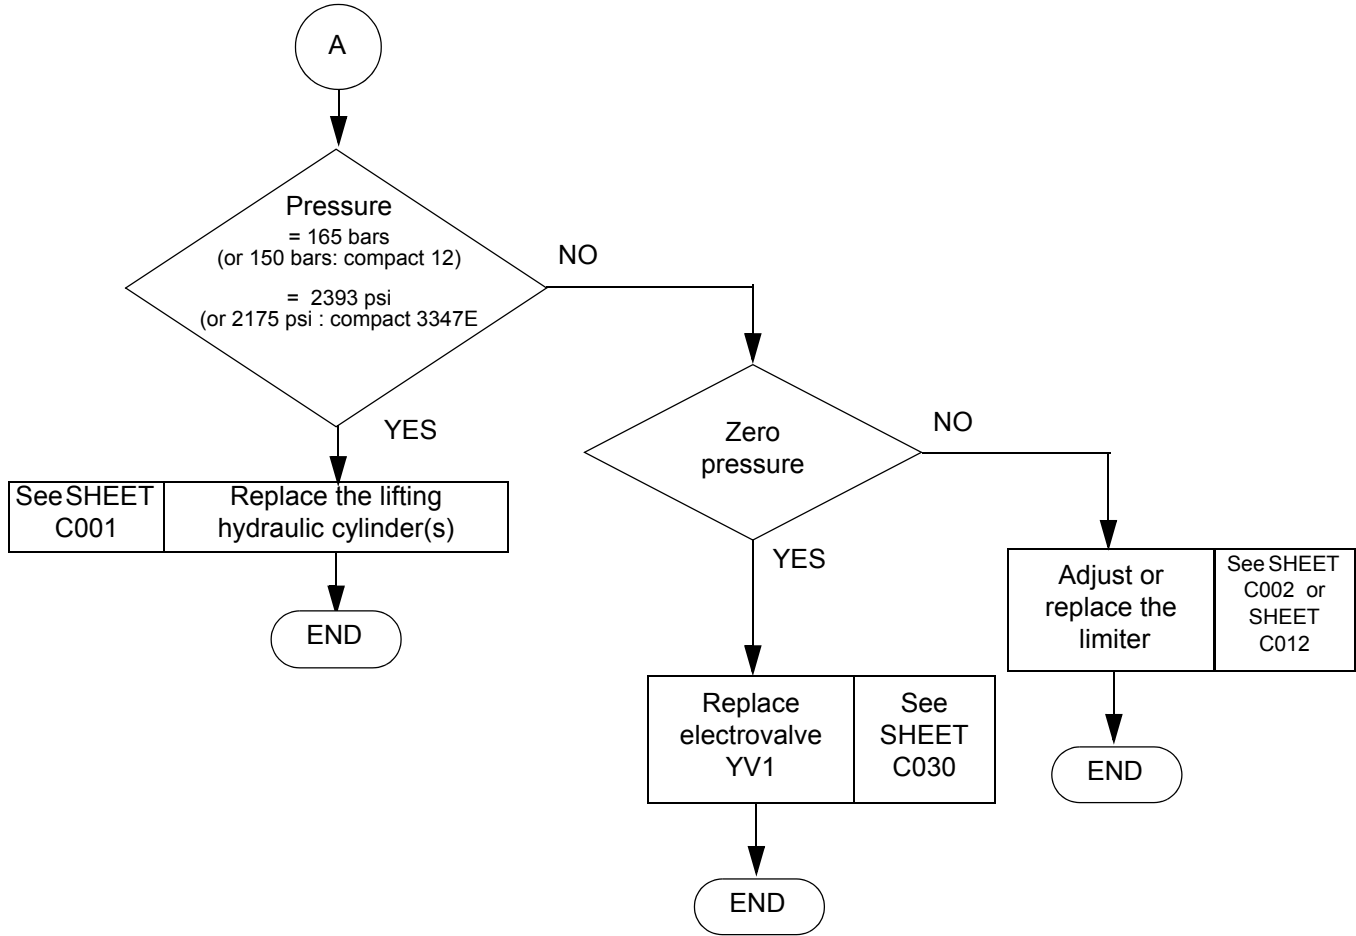 A
Pressure
= 165 bars
(or 150 bars: compact 12)
= 2393 psi
(or 2175 psi : compact 3347E
NO
YES
See SHEET
C001
Replace the lifting
hydraulic cylinder(s)
END
Zero
pressure
NO
YES
Adjust or
replace the
limiter
See SHEET
C002 or
SHEET
C012
END
Replace
electrovalve
YV1
See
SHEET
C030
END